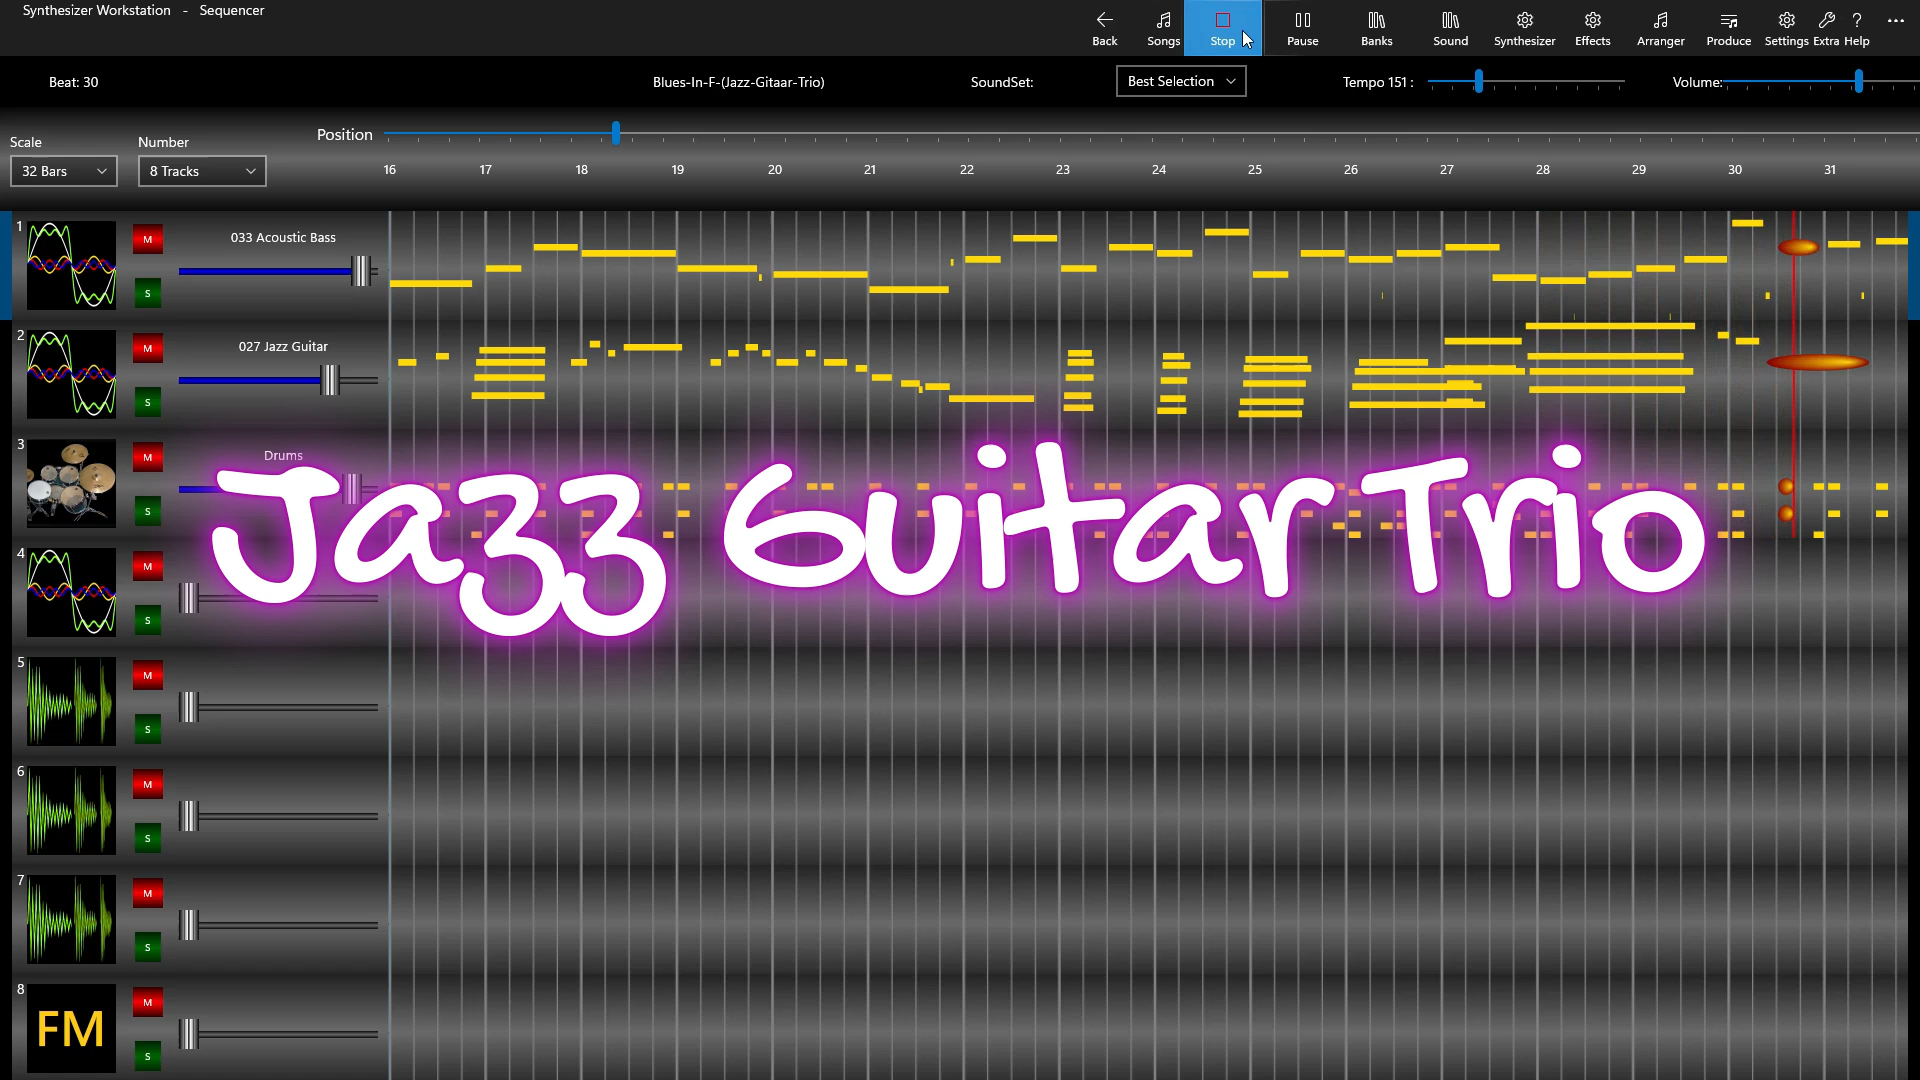 Synthesizer Workstation - Sequencer
Back Songs Stop Pause Banks Sound Synthesizer Effects Arranger Produce Settings Extra Help
Beat: 30 Blues-In-F-(Jazz-Gitaar-Trio) SoundSet: Best Selection Tempo 151 : Volume:
Scale Number Position
32 Bars 8 Tracks
16 17 18 19 20 21 22 23 24 25 26 27 28 29 30 31
1 M 033 Acoustic Bass
S
2 M 027 Jazz Guitar
S
3 M Drums
S
Jazz Guitar Trio
4 M
S
5 M
S
6 M
S
7 M
S
8 M
FM
S